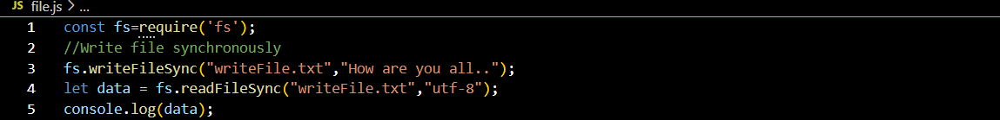 JS file.js > ...
1 const fs=require('fs');
2 //Write file synchronously
3 fs.writeFileSync("writeFile.txt","How are you all..");
4 let data = fs.readFileSync("writeFile.txt","utf-8");
5 console.log(data);